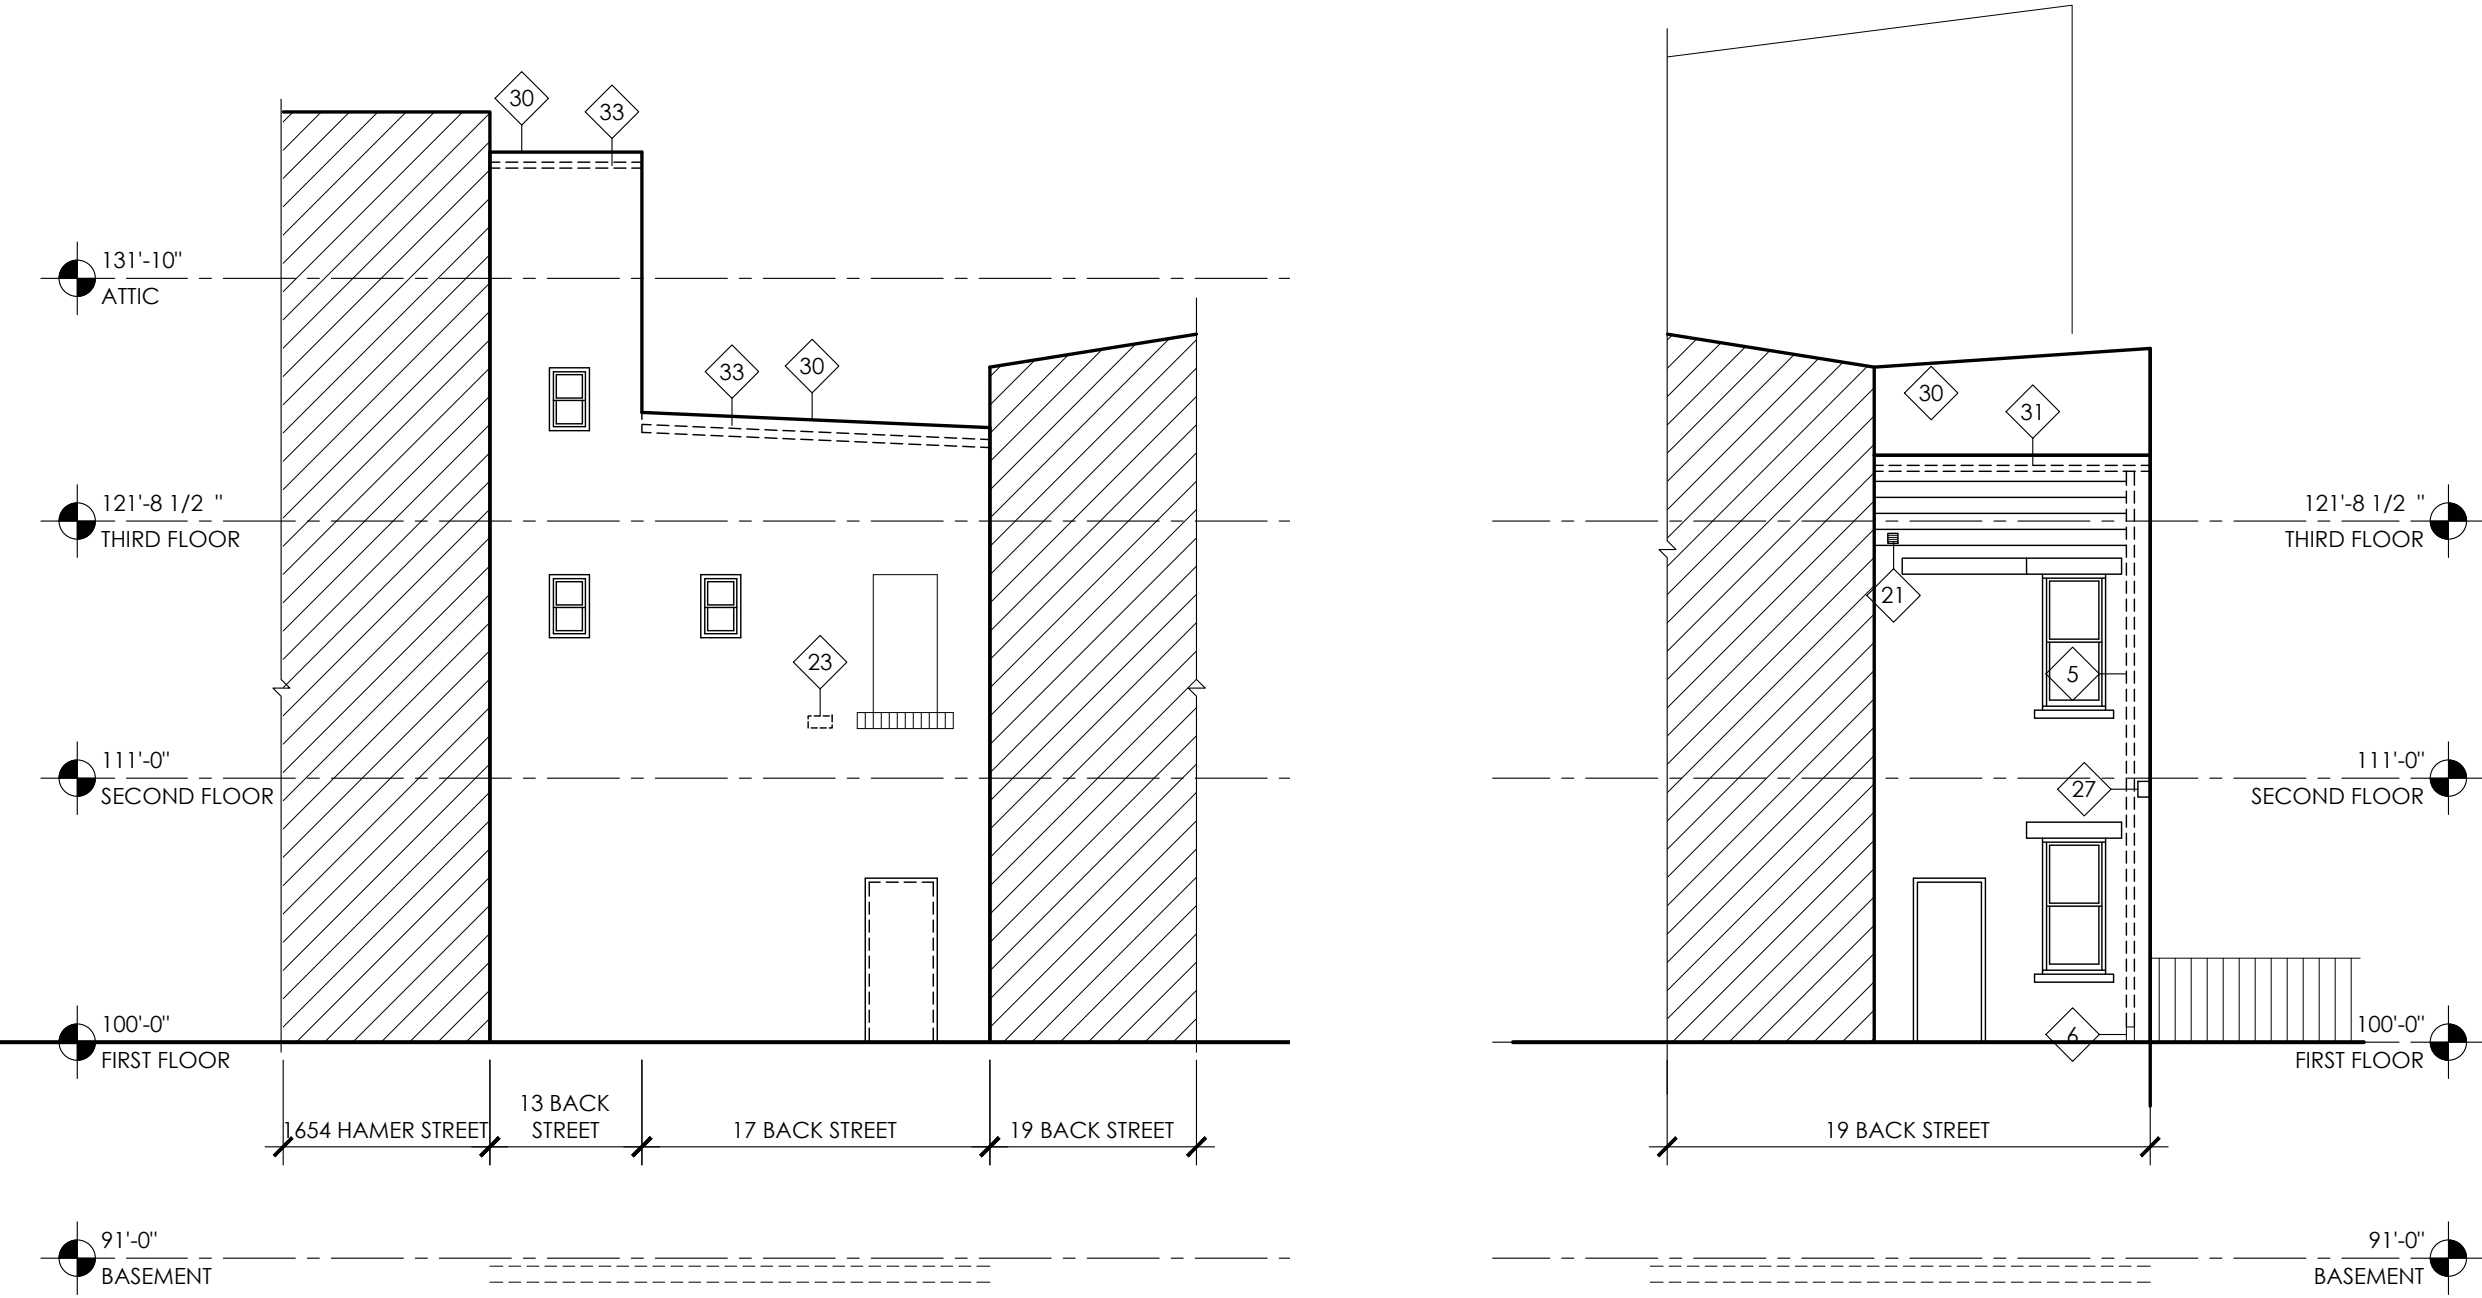 30
33
131'-10"
ATTIC
33
30
121'-8 1/2 "
THIRD FLOOR
23
111'-0"
SECOND FLOOR
100'-0"
FIRST FLOOR
1654 HAMER STREET
13 BACK
STREET
17 BACK STREET
19 BACK STREET
91'-0"
BASEMENT
30
31
121'-8 1/2 "
THIRD FLOOR
21
5
111'-0"
27
SECOND FLOOR
100'-0"
6
FIRST FLOOR
19 BACK STREET
91'-0"
BASEMENT